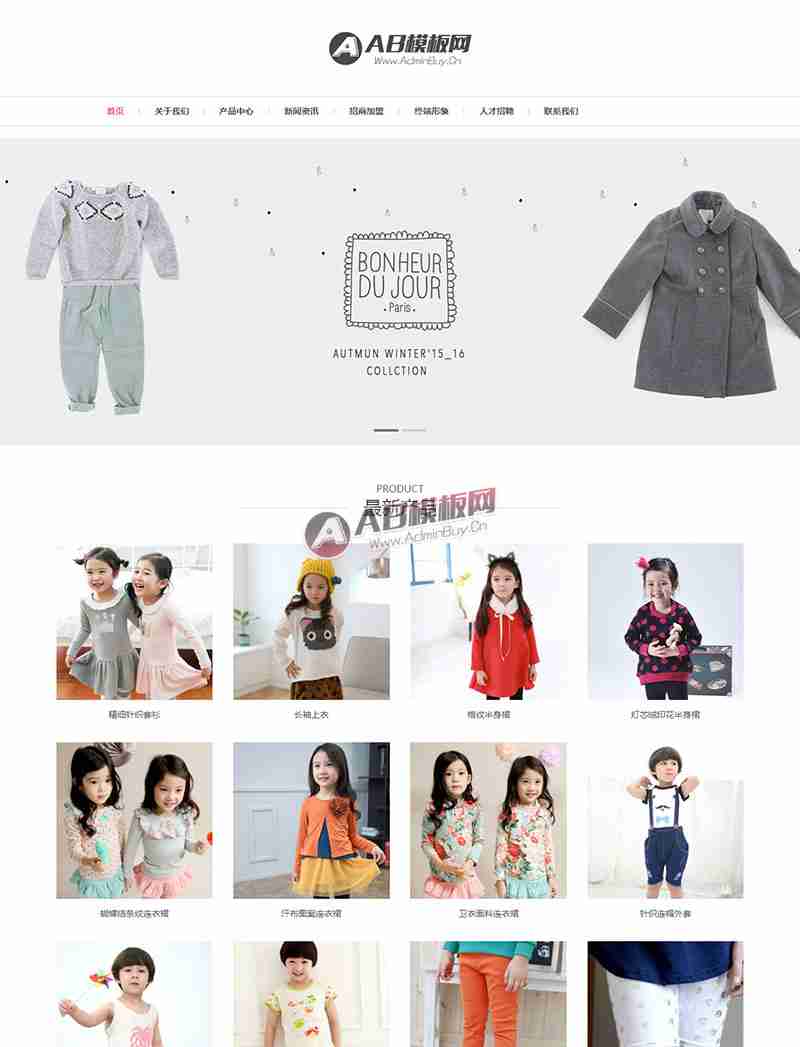 AB模板网
Www.AdminBuy.Cn
首页 关于我们 产品中心 新闻资讯 招商加盟 终端形象 人才招聘 联系我们
BONHEUR
DU JOUR
Paris
AUTMUN WINTER'15_16
COLLCTION
PRODUCT
最新产品
AB模板网
Www.AdminBuy.Cn
精细针织套衫 长袖上衣 格纹半身裙 灯芯绒印花半身裙
蝴蝶结条纹连衣裙 汗布图案连衣裙 卫衣面料连衣裙 针织连帽外套